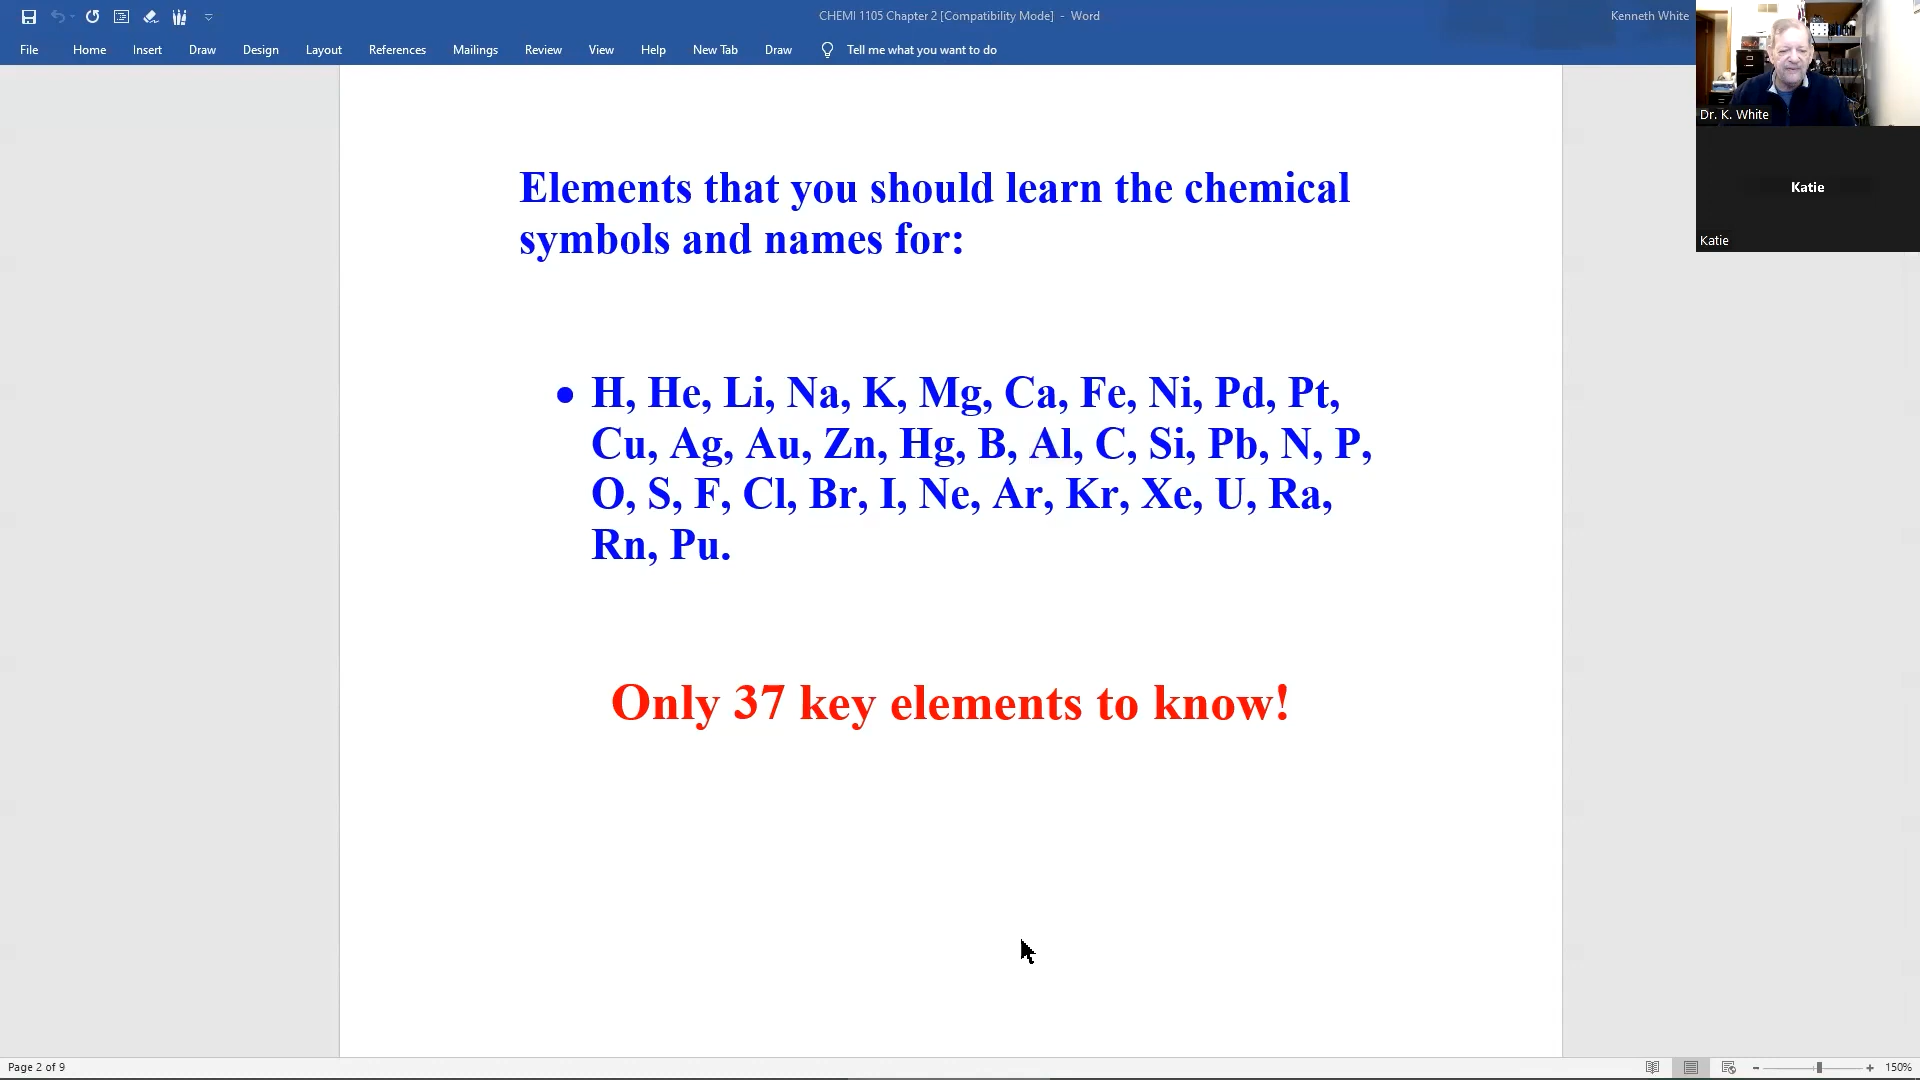 CHEMI 1105 Chapter 2 [Compatibility Mode] - Word
Kenneth White
File Home Insert Draw Design Layout References Mailings Review View Help New Tab Draw Tell me what you want to do
Dr. K. White
Katie
Katie
Elements that you should learn the chemical
symbols and names for:
• H, He, Li, Na, K, Mg, Ca, Fe, Ni, Pd, Pt,
Cu, Ag, Au, Zn, Hg, B, Al, C, Si, Pb, N, P,
O, S, F, Cl, Br, I, Ne, Ar, Kr, Xe, U, Ra,
Rn, Pu.
Only 37 key elements to know!
Page 2 of 9
150%